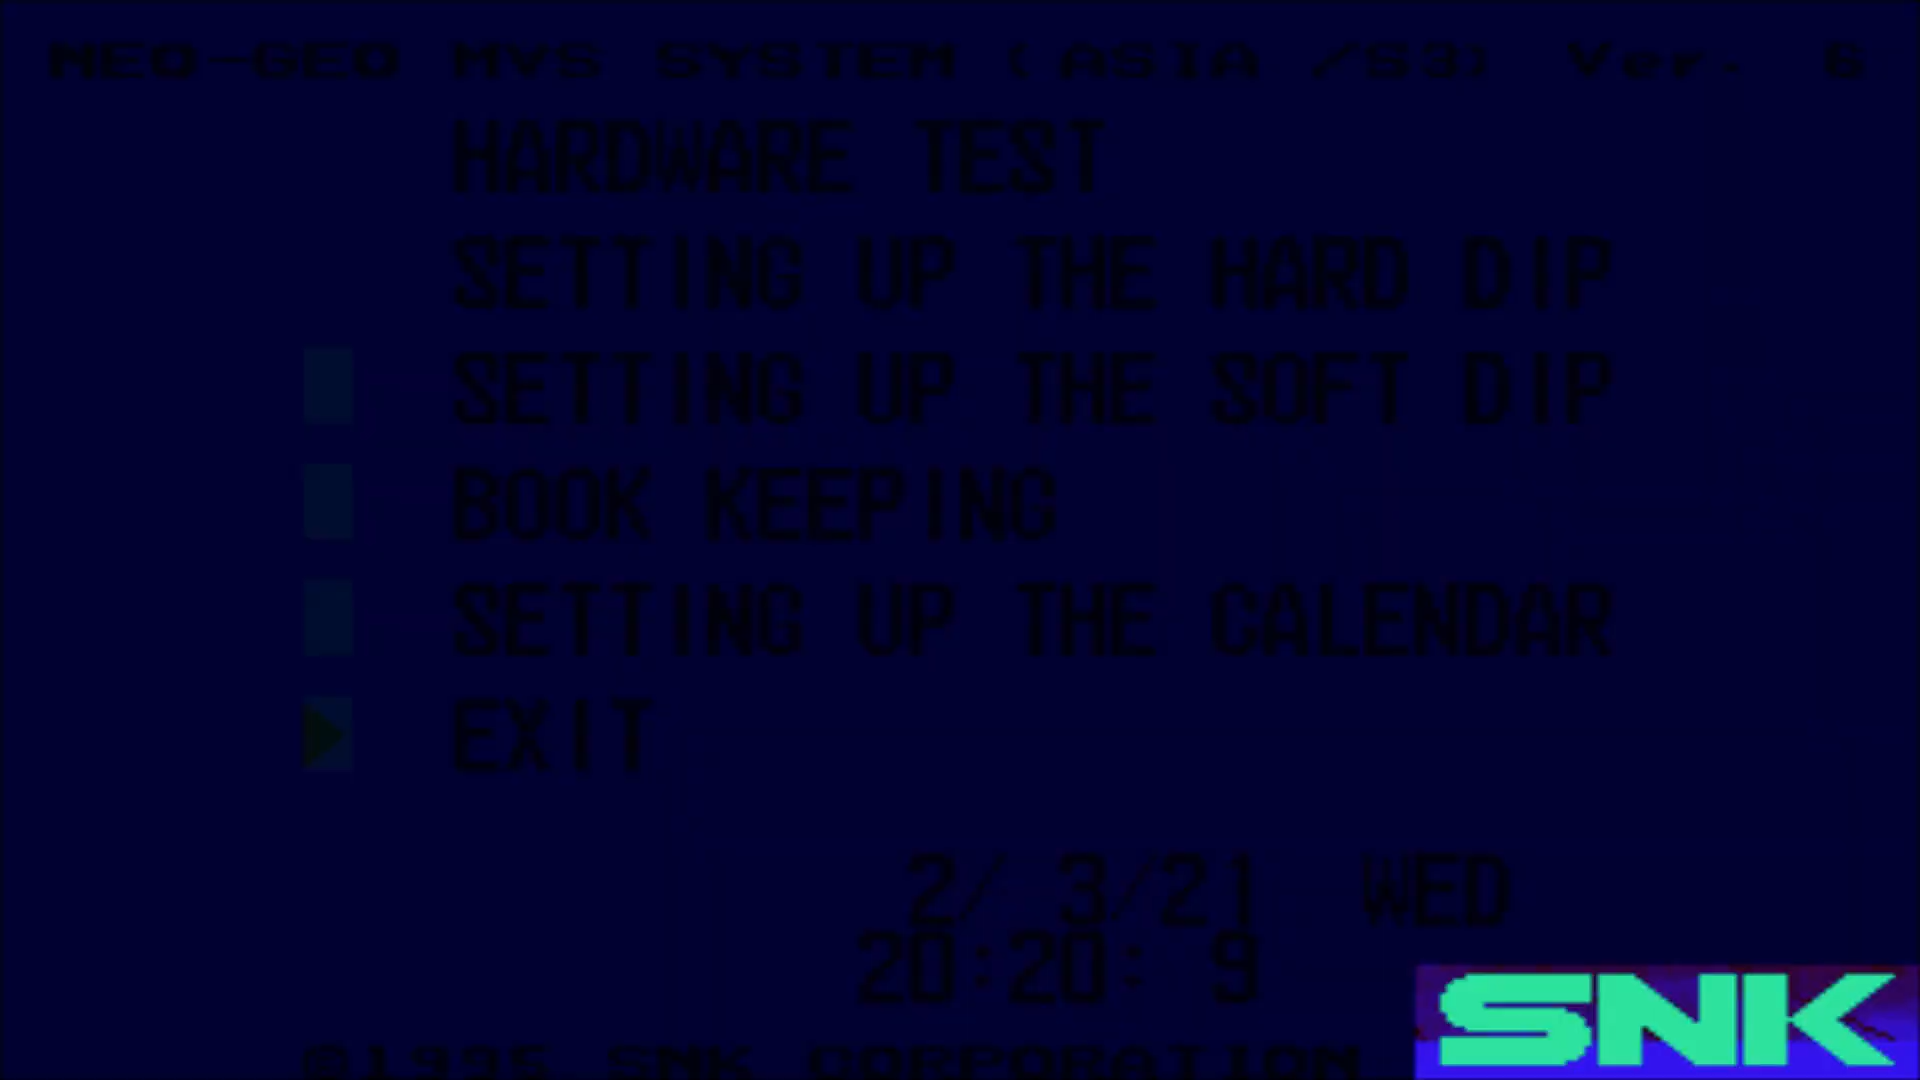 NEO-GEO MVS SYSTEM (ASIA /S3) Ver. 6
HARDWARE TEST
SETTING UP THE HARD DIP
SETTING UP THE SOFT DIP
BOOK KEEPING
SETTING UP THE CALENDAR
EXIT
2/ 3/21 WED
20:20: 9
©1995 SNK CORPORATION
SNK